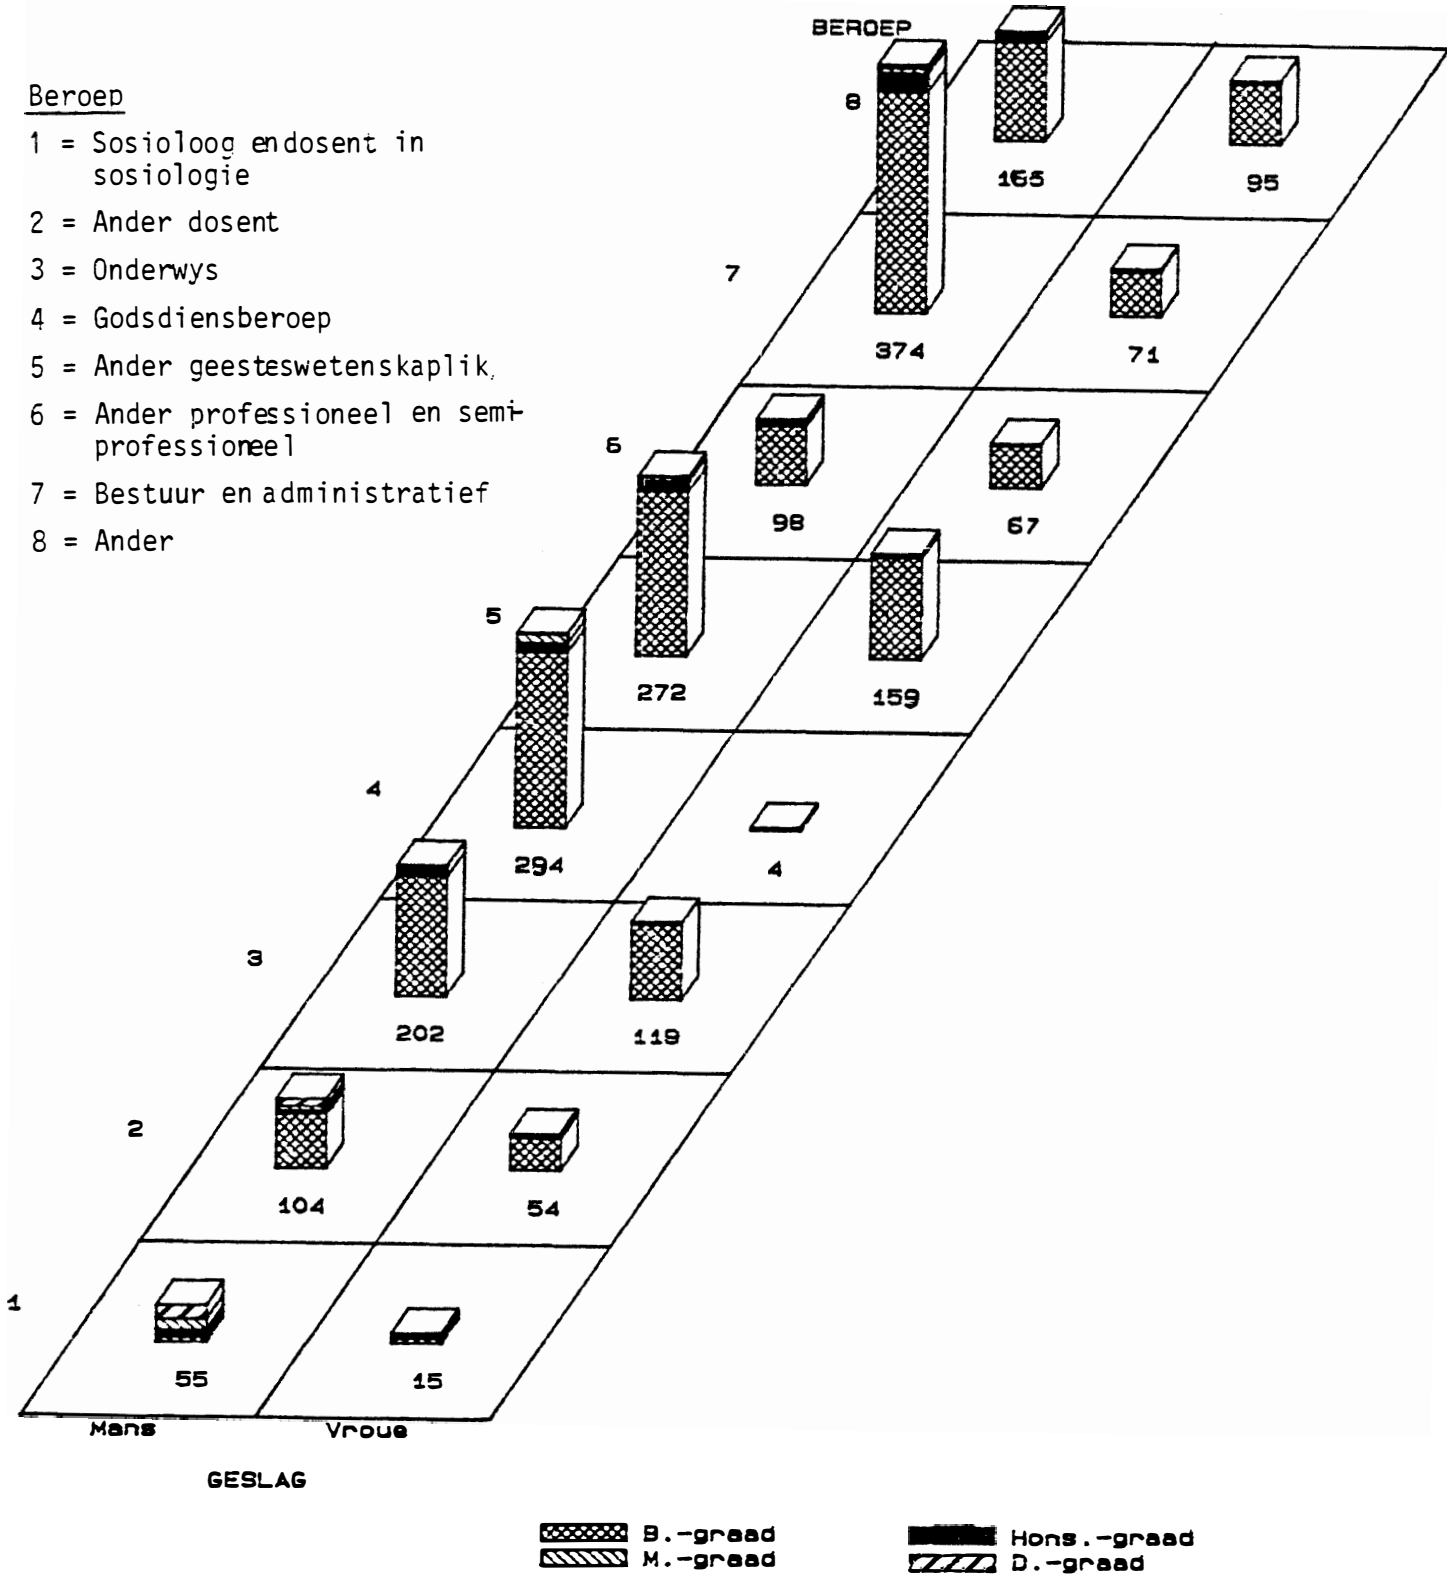 BEROEP
Beroep
1 = Sosioloog en dosent in
sosiologie
2 = Ander dosent
3 = Onderwys
4 = Godsdiensberoep
5 = Ander geesteswetenskaplik
6 = Ander professioneel en semi-
professioneel
7 = Bestuur en administratief
8 = Ander
8
165
95
7
374
71
6
98
67
5
272
159
4
294
4
3
202
119
2
104
54
1
55
15
Mans
Vroue
GESLAG
B.-graad
Hons.-graad
M.-graad
D.-graad